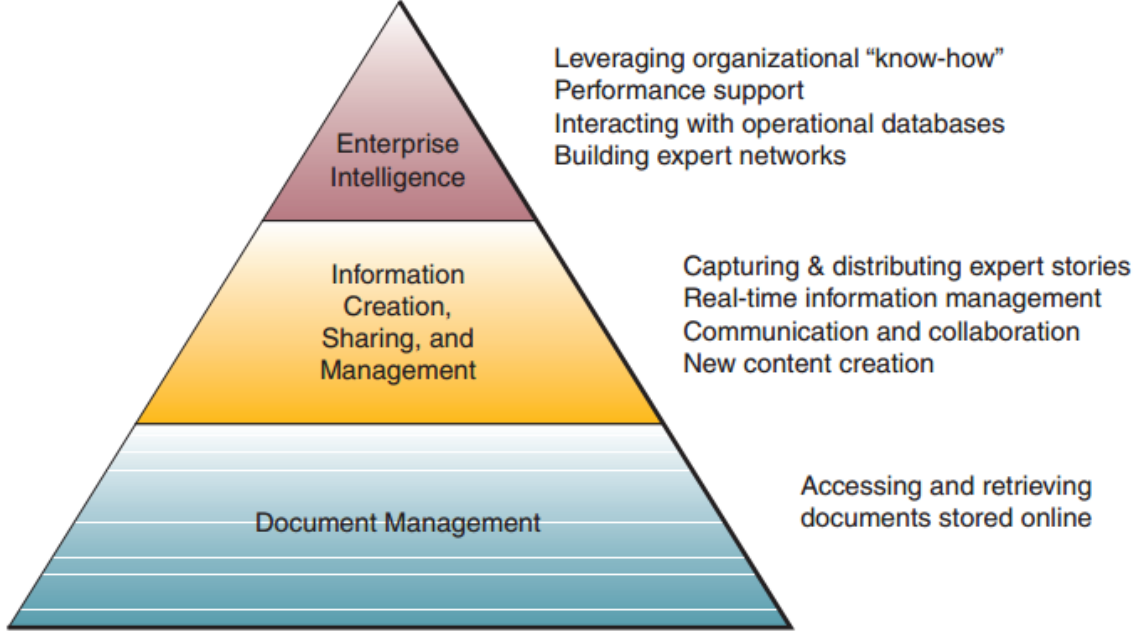 Enterprise
Intelligence
Leveraging organizational “know-how”
Performance support
Interacting with operational databases
Building expert networks
Information
Creation,
Sharing, and
Management
Capturing & distributing expert stories
Real-time information management
Communication and collaboration
New content creation
Document Management
Accessing and retrieving
documents stored online